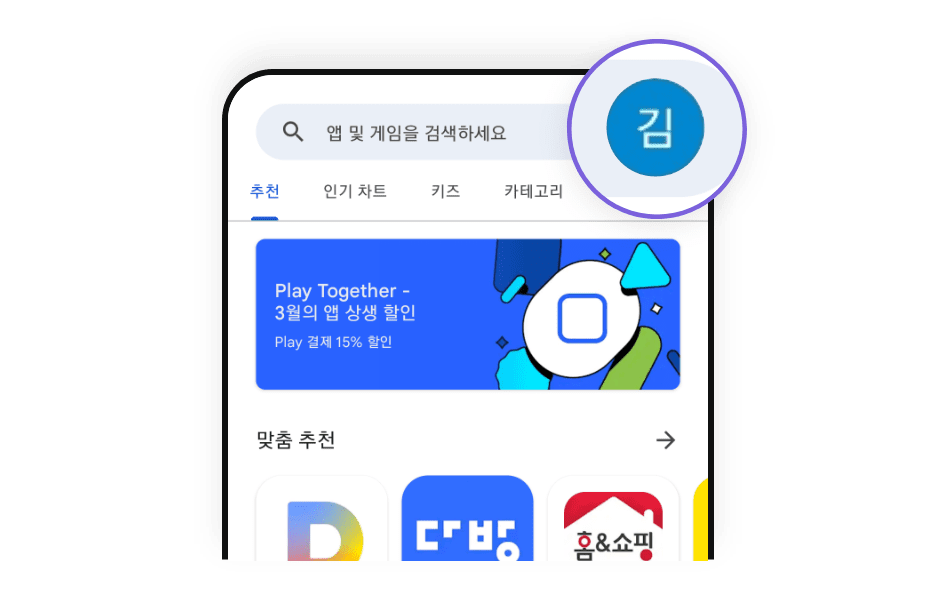 앱 및 게임을 검색하세요
김
추천 인기 차트 키즈 카테고리
Play Together -
3월의 앱 상생 할인
Play 결제 15% 할인
맞춤 추천
D
다방
홈&쇼핑